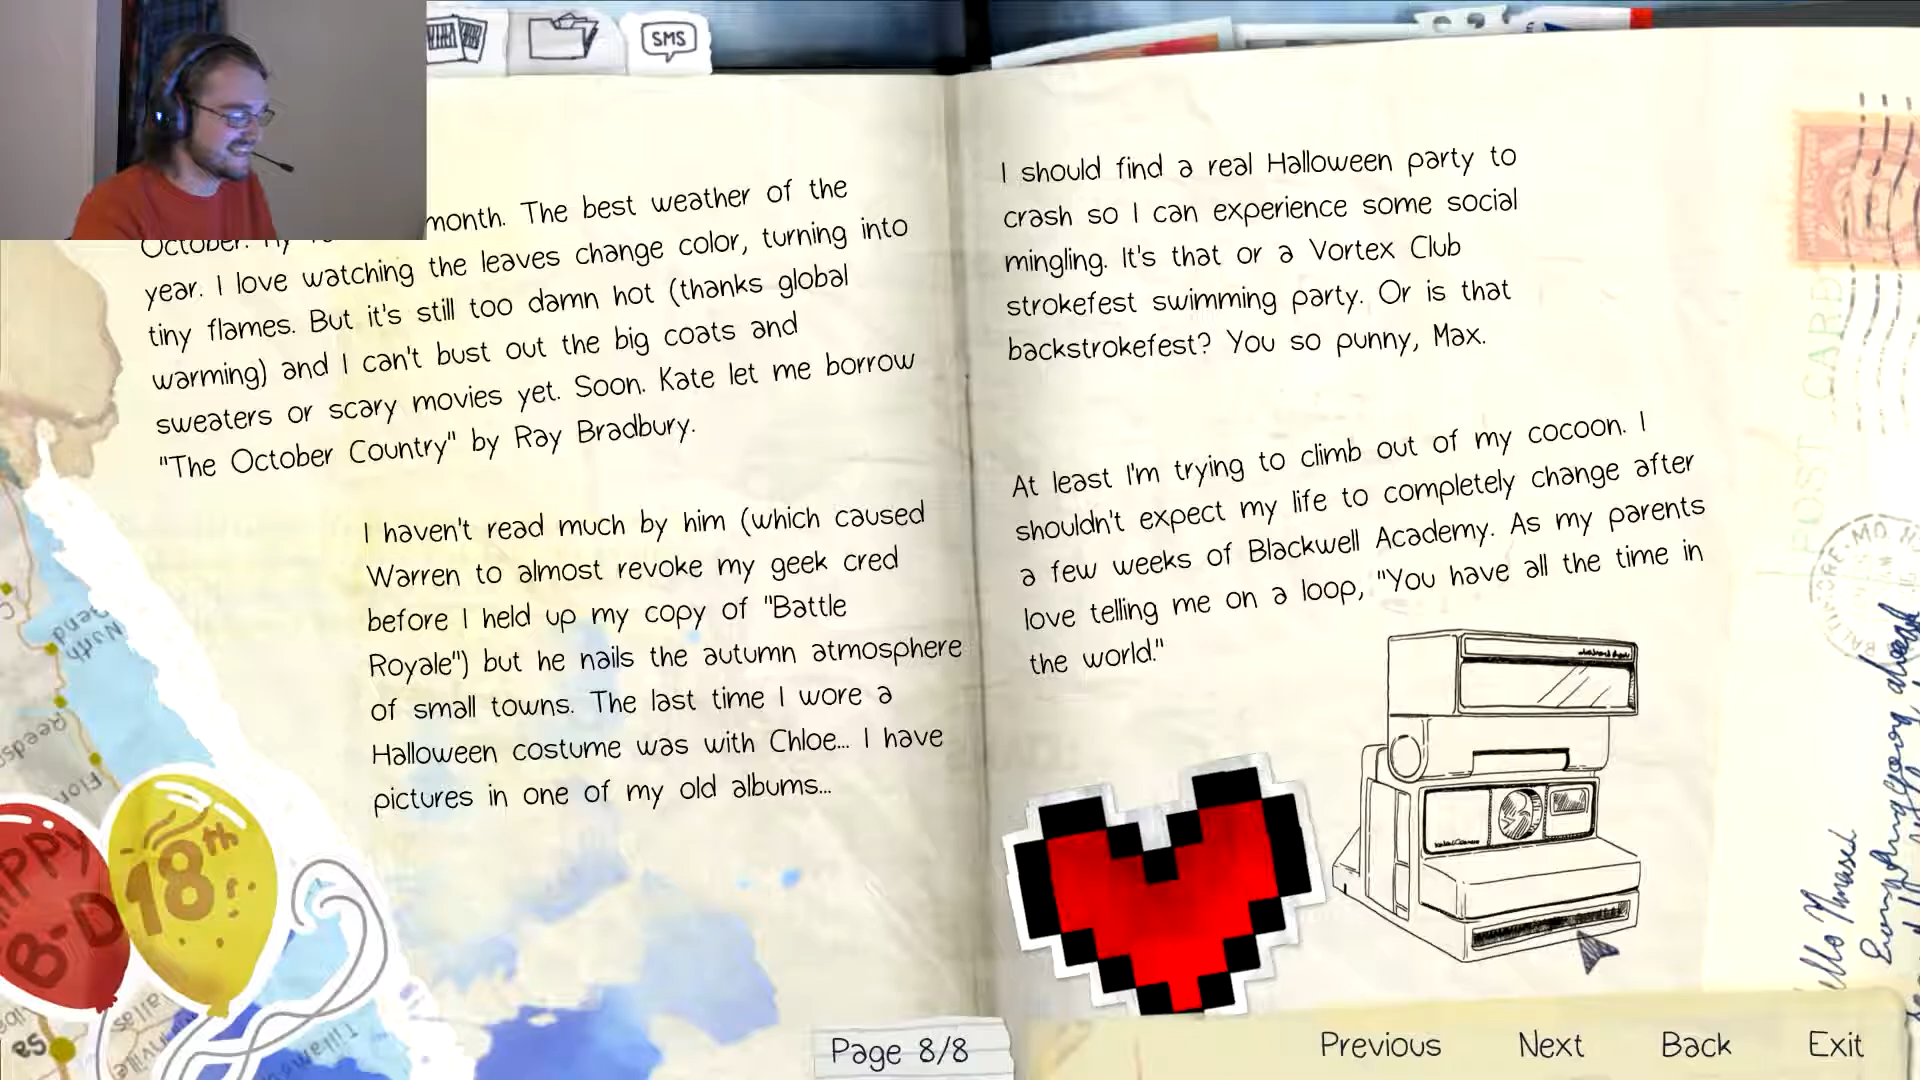 SMS
October.
month. The best weather of the
year. I love watching the leaves change color, turning into
tiny flames. But it's still too damn hot (thanks global
warming) and I can't bust out the big coats and
sweaters or scary movies yet. Soon. Kate let me borrow
"The October Country" by Ray Bradbury.
I haven't read much by him (which caused
Warren to almost revoke my geek cred
before I held up my copy of "Battle
Royale") but he nails the autumn atmosphere
of small towns. The last time I wore a
Halloween costume was with Chloe... I have
pictures in one of my old albums...
I should find a real Halloween party to
crash so I can experience some social
mingling. It's that or a Vortex Club
strokefest swimming party. Or is that
backstrokefest? You so punny, Max.
At least I'm trying to climb out of my cocoon. I
shouldn't expect my life to completely change after
a few weeks of Blackwell Academy. As my parents
love telling me on a loop, "You have all the time in
the world."
POST CARD
North
Bend
HAPPY
B-D
18th
Page 8/8
Previous
Next
Back
Exit